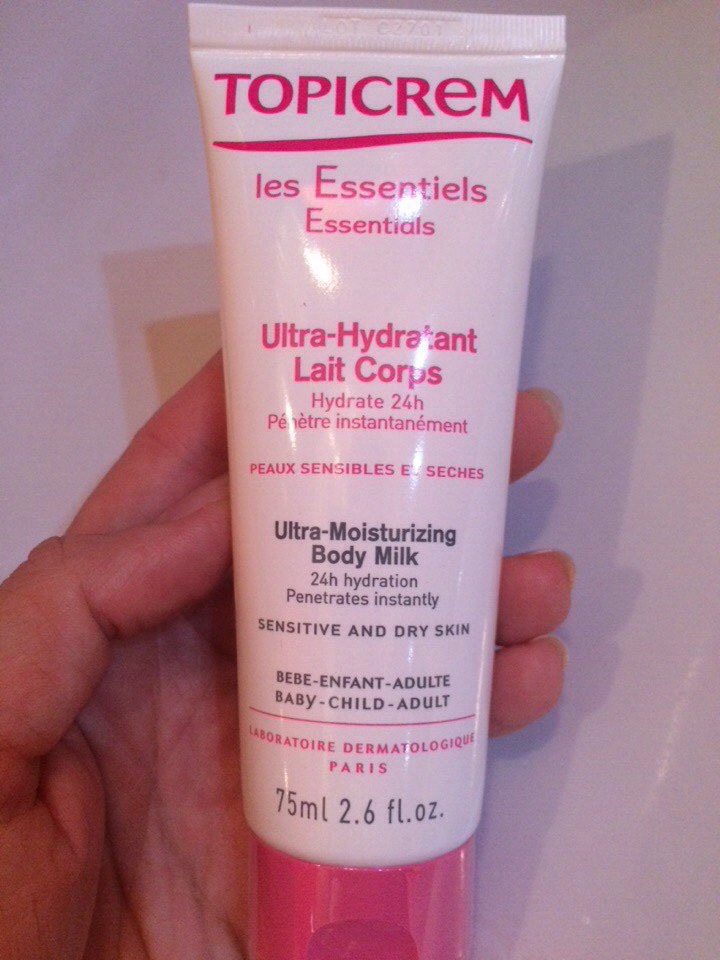 TOPICREM
les Essentiels
Essentials
Ultra-Hydratant
Lait Corps
Hydrate 24h
Pénètre instantanément
PEAUX SENSIBLES ET SECHES
Ultra-Moisturizing
Body Milk
24h hydration
Penetrates instantly
SENSITIVE AND DRY SKIN
BEBE-ENFANT-ADULTE
BABY-CHILD-ADULT
LABORATOIRE DERMATOLOGIQUE
PARIS
75ml 2.6 fl.oz.